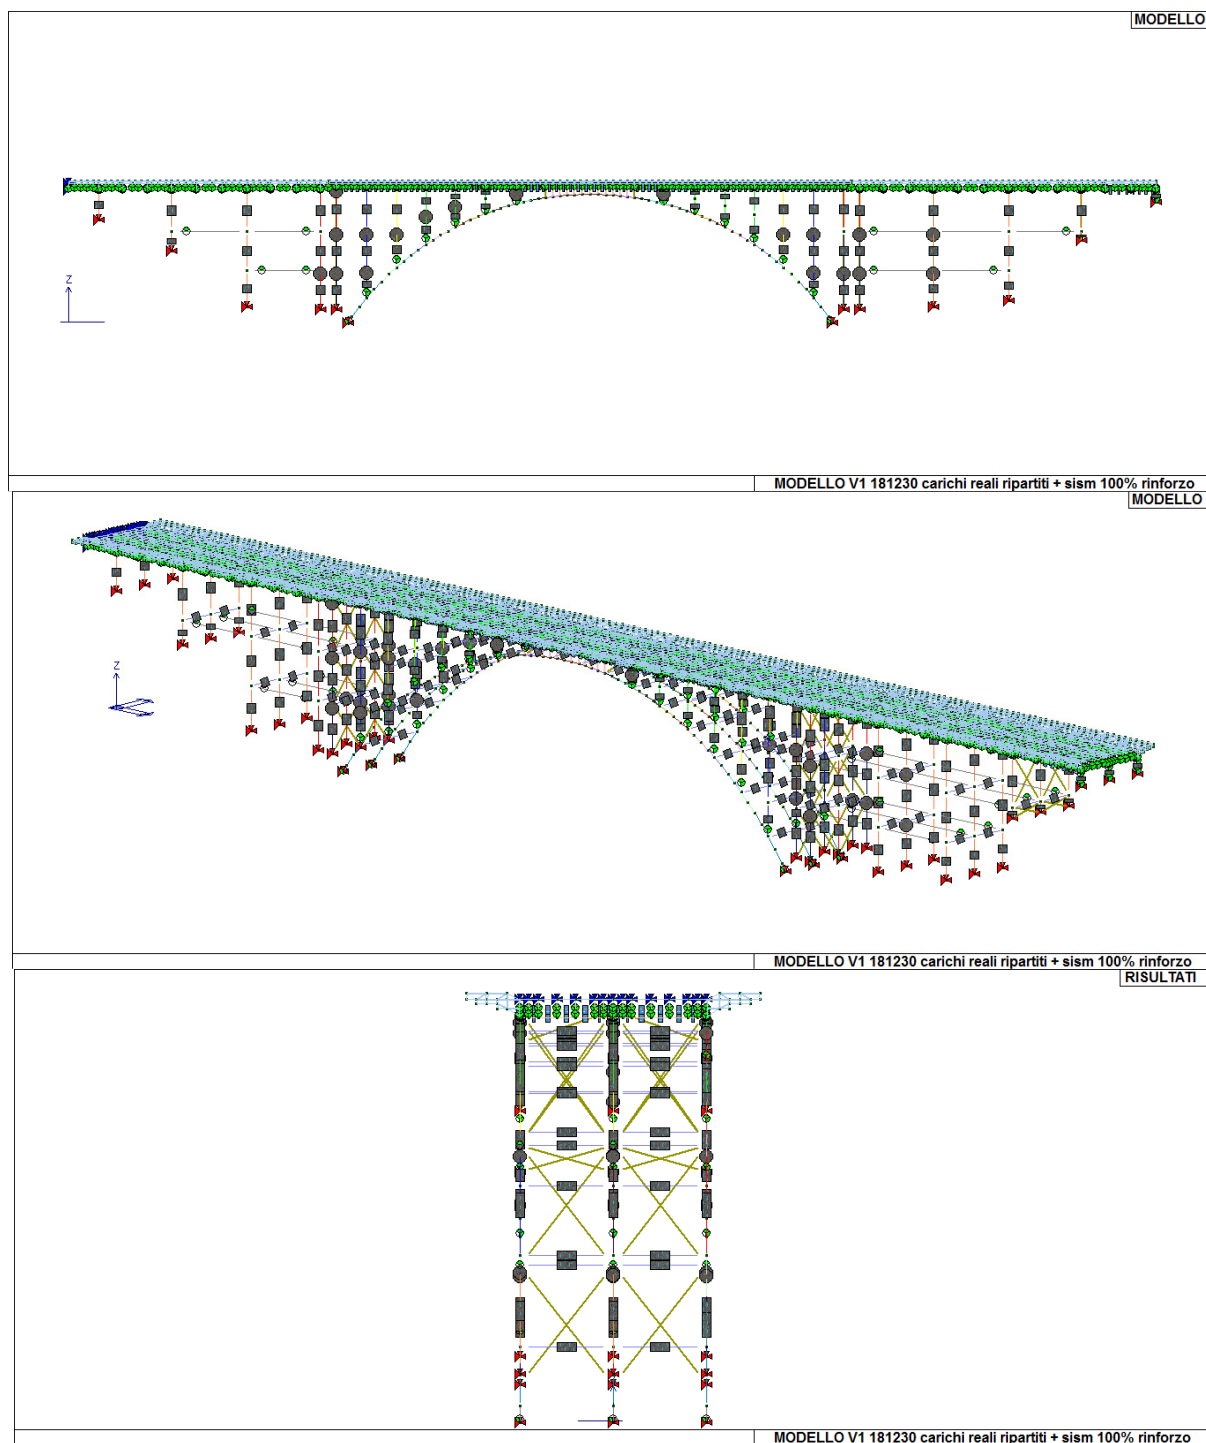 MODELLO
Z
MODELLO V1 181230 carichi reali ripartiti + sism 100% rinforzo
MODELLO
Z
MODELLO V1 181230 carichi reali ripartiti + sism 100% rinforzo
RISULTATI
MODELLO V1 181230 carichi reali ripartiti + sism 100% rinforzo